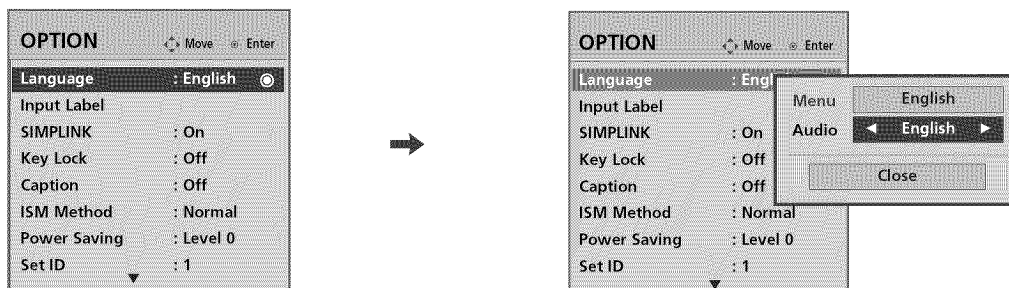 OPTION Move Enter
Language : English
Input Label
SIMPLINK : On
Key Lock : Off
Caption : Off
ISM Method : Normal
Power Saving : Level 0
Set ID : 1
OPTION Move Enter
Language : Engl
Input Label
SIMPLINK : On
Key Lock : Off
Caption : Off
ISM Method : Normal
Power Saving : Level 0
Set ID : 1
Menu English
Audio ◄ English ►
Close